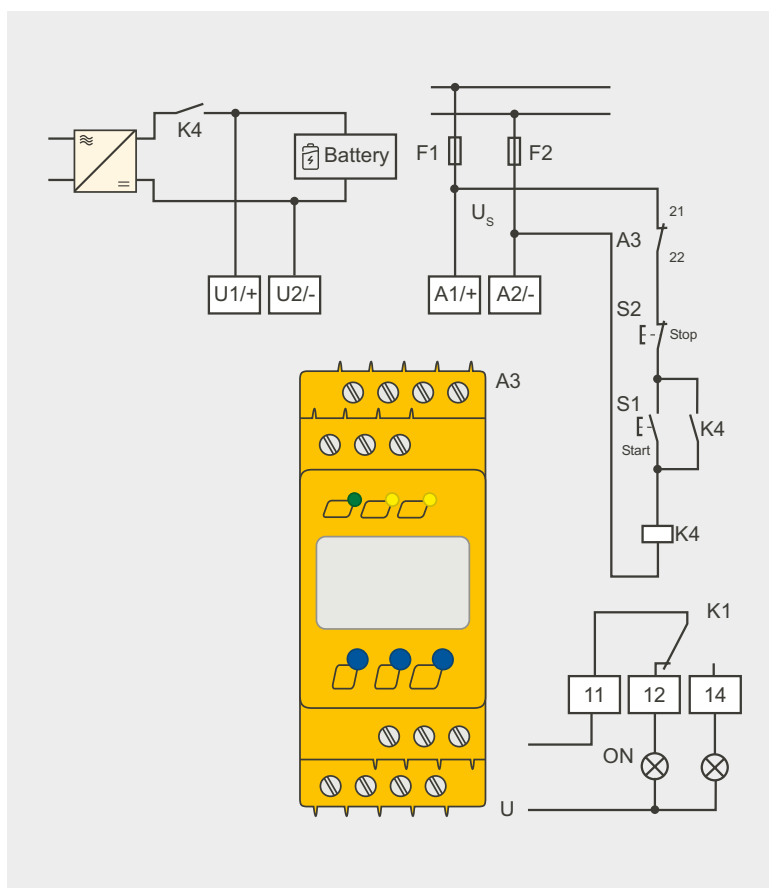 K4
Battery
U1/+
U2/-
F1
F2
U_S
A1/+
A2/-
21
A3
22
S2
Stop
S1
Start
K4
K4
A3
K1
11
12
14
ON
U